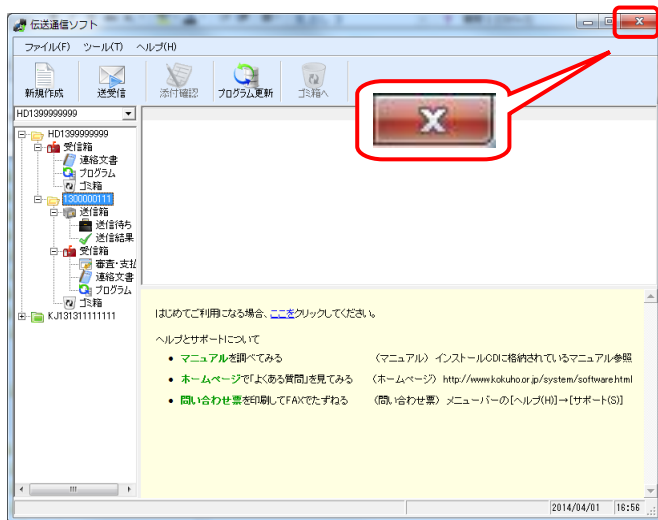 伝送通信ソフト
ファイル(F) ツール(T) ヘルプ(H)
新規作成 送受信 添付確認 プログラム更新 ゴミ箱へ
HD1399999999
HD1399999999
受信箱
連絡文書
プログラム
ゴミ箱
1300000111
送信箱
送信待ち
送信結果
受信箱
審査・支払
連絡文書
プログラム
ゴミ箱
KJ131311111111
はじめてご利用になる場合、ここをクリックしてください。
ヘルプとサポートについて
• マニュアルを調べてみる (マニュアル) インストールCDに格納されているマニュアル参照
• ホームページで「よくある質問」を見てみる (ホームページ) http://www.kokuho.or.jp/system/software.html
• 問い合わせ票を印刷してFAXでたずねる (問い合わせ票) メニューバーの[ヘルプ(H)]→[サポート(S)]
2014/04/01 16:56